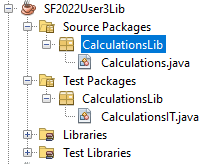 SF2022User3Lib
Source Packages
CalculationsLib
Calculations.java
Test Packages
CalculationsLib
CalculationsIT.java
Libraries
Test Libraries